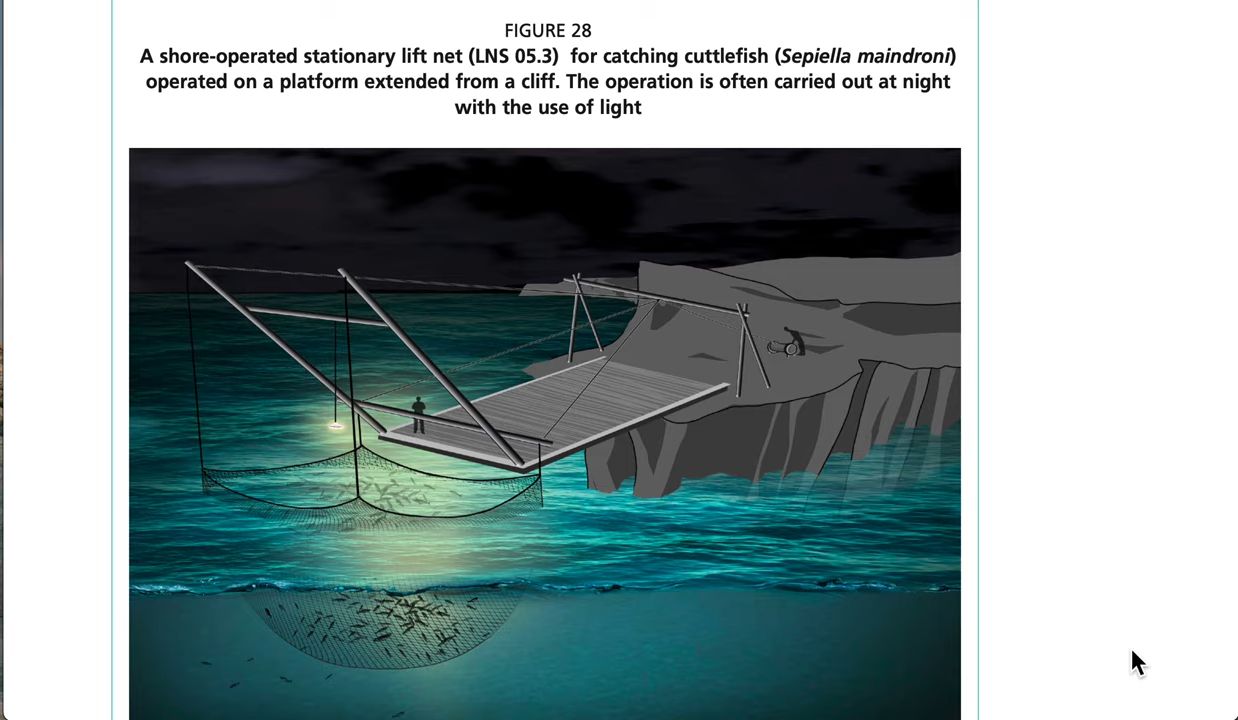 FIGURE 28
A shore-operated stationary lift net (LNS 05.3) for catching cuttlefish (Sepiella maindroni)
operated on a platform extended from a cliff. The operation is often carried out at night
with the use of light